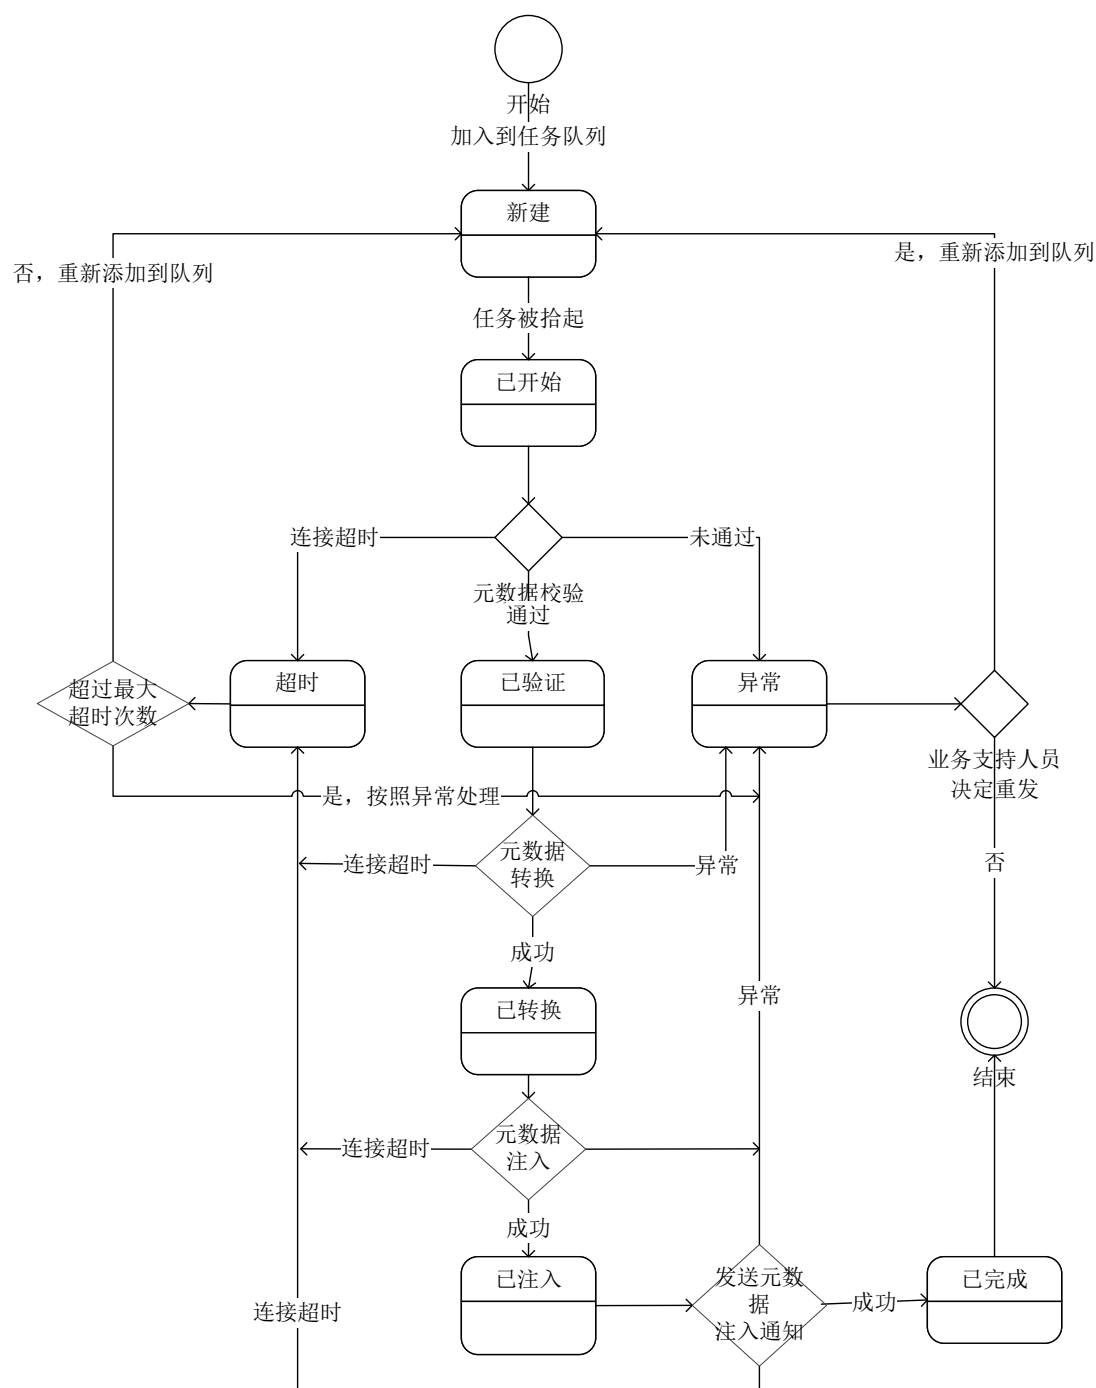 开始
加入到任务队列
新建
否，重新添加到队列
是，重新添加到队列
任务被拾起
已开始
连接超时
未通过
元数据校验
通过
超过最大
超时次数
超时
已验证
异常
业务支持人员
决定重发
是，按照异常处理
元数据
转换
连接超时
异常
否
成功
异常
已转换
结束
元数据
注入
连接超时
成功
已注入
发送元数
据
注入通知
成功
已完成
连接超时